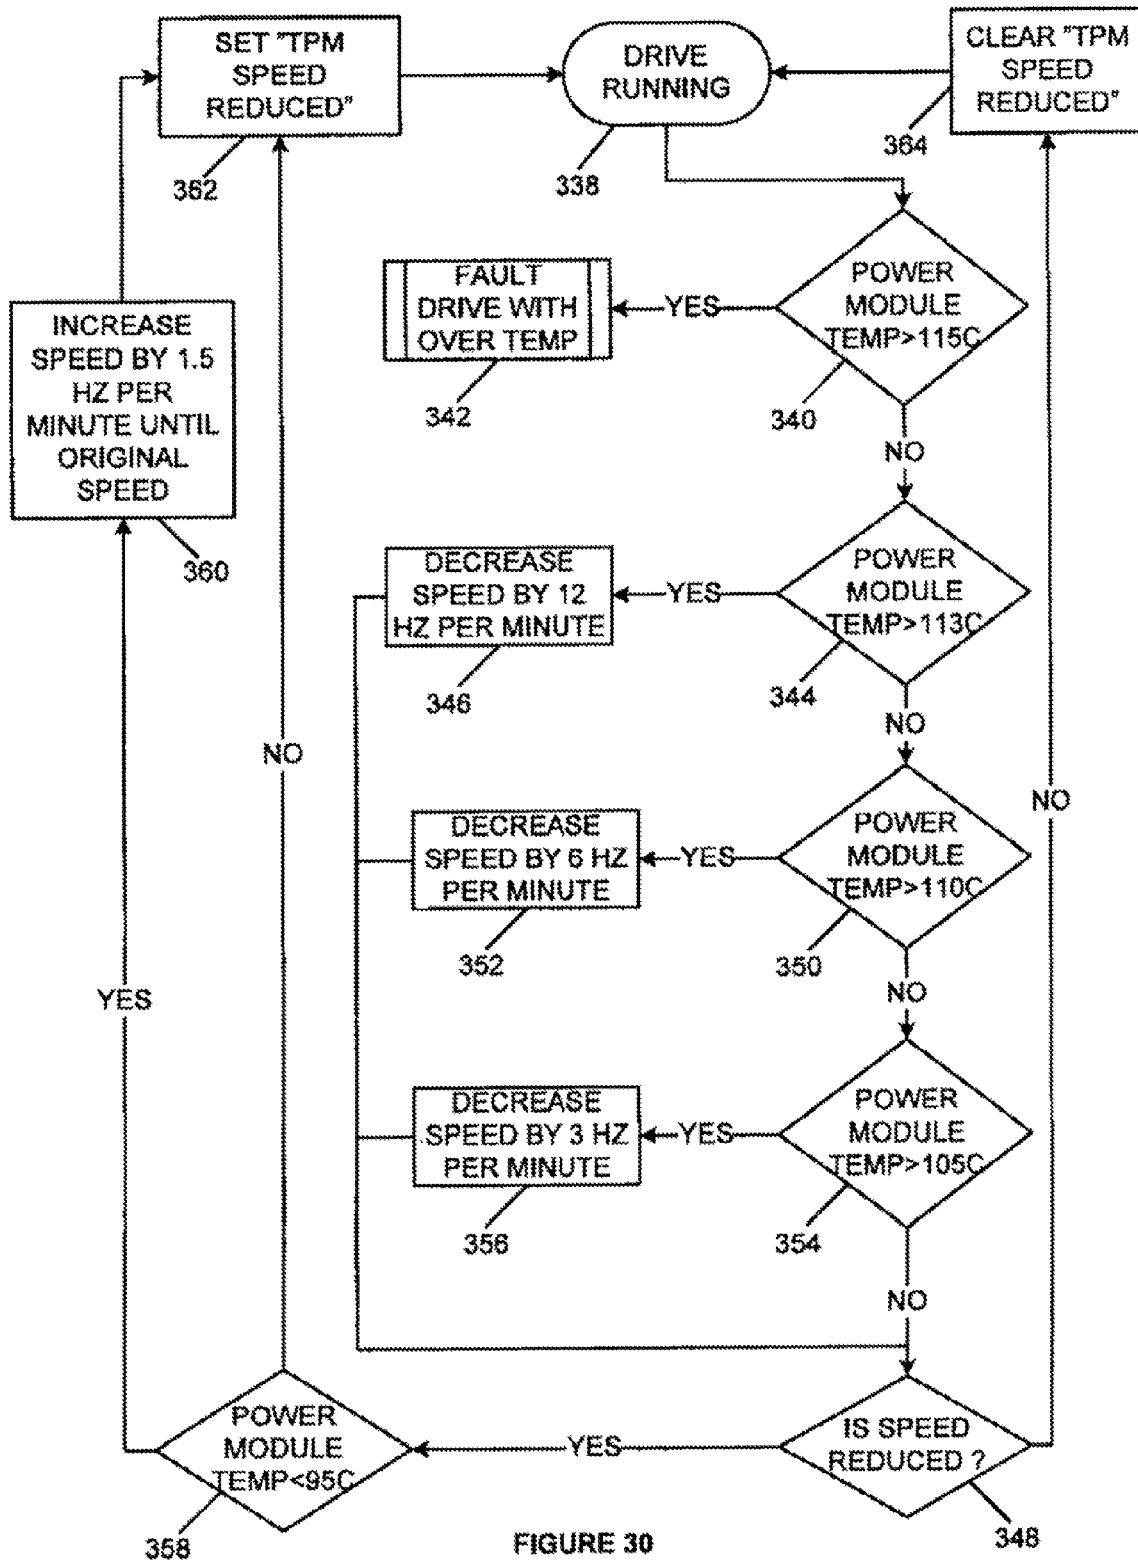 SET "TPM
SPEED
REDUCED"
362
DRIVE
RUNNING
338
CLEAR "TPM
SPEED
REDUCED"
364
FAULT
DRIVE WITH
OVER TEMP
342
YES
POWER
MODULE
TEMP>115C
340
NO
INCREASE
SPEED BY 1.5
HZ PER
MINUTE UNTIL
ORIGINAL
SPEED
360
DECREASE
SPEED BY 12
HZ PER MINUTE
346
YES
POWER
MODULE
TEMP>113C
344
NO
NO
DECREASE
SPEED BY 6 HZ
PER MINUTE
352
YES
POWER
MODULE
TEMP>110C
350
NO
NO
YES
DECREASE
SPEED BY 3 HZ
PER MINUTE
356
YES
POWER
MODULE
TEMP>105C
354
NO
POWER
MODULE
TEMP<95C
358
YES
IS SPEED
REDUCED ?
348
FIGURE 30